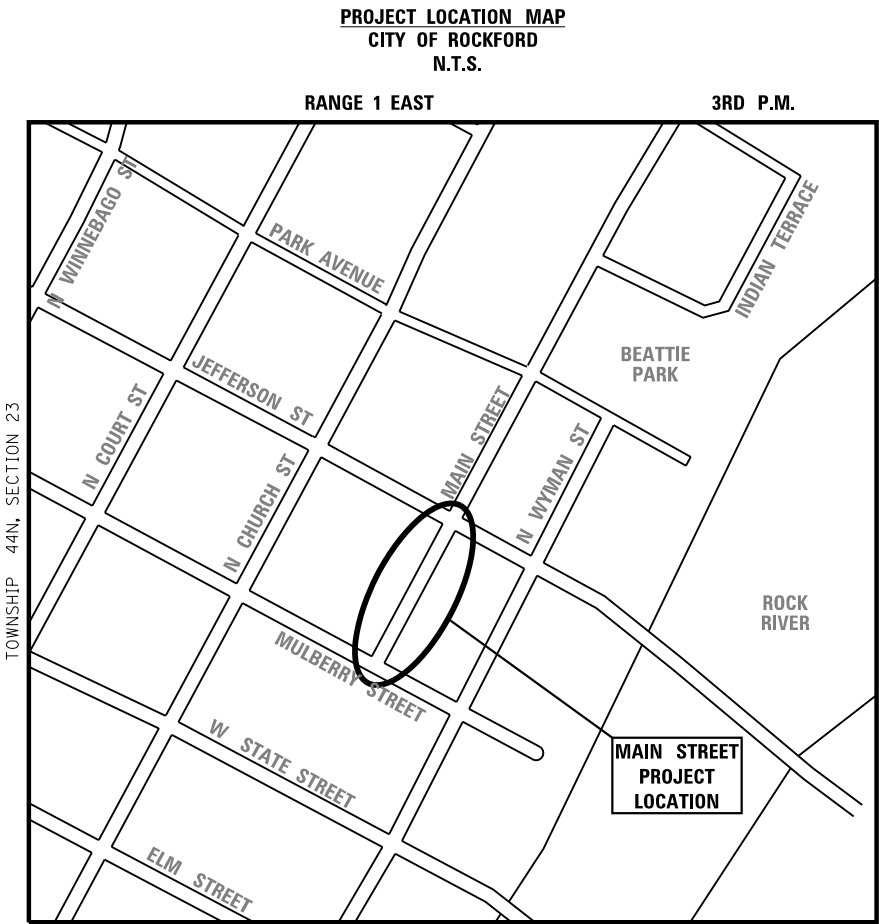 PROJECT LOCATION MAP
CITY OF ROCKFORD
N.T.S.
RANGE 1 EAST
3RD P.M.
TOWNSHIP 44N, SECTION 23
N WINNEBAGO ST
PARK AVENUE
INDIAN TERRACE
BEATTIE
PARK
JEFFERSON ST
N COURT ST
MAIN STREET
N WYMAN ST
N CHURCH ST
ROCK
RIVER
MULBERRY STREET
W STATE STREET
MAIN STREET
PROJECT
LOCATION
ELM STREET